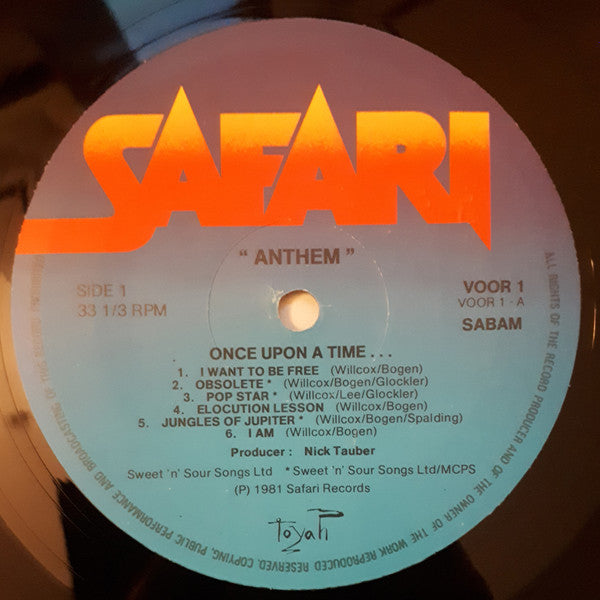 SAFARI
" ANTHEM "
SIDE 1
33 1/3 RPM
VOOR 1
VOOR 1 - A
SABAM
ONCE UPON A TIME . . .
1. I WANT TO BE FREE (Willcox/Bogen)
2. OBSOLETE * (Willcox/Bogen/Glockler)
3. POP STAR * (Willcox/Lee/Glockler)
4. ELOCUTION LESSON (Willcox/Bogen)
5. JUNGLES OF JUPITER * (Willcox/Bogen/Spalding)
6. I AM (Willcox/Bogen)
Producer : Nick Tauber
Sweet 'n' Sour Songs Ltd * Sweet 'n' Sour Songs Ltd/MCPS
(P) 1981 Safari Records
toyah
ALL RIGHTS OF THE RECORD PRODUCER AND OF THE OWNER OF THE WORK REPRODUCED RESERVED. COPYING, PUBLIC PERFORMANCE AND BROADCASTING OF THIS